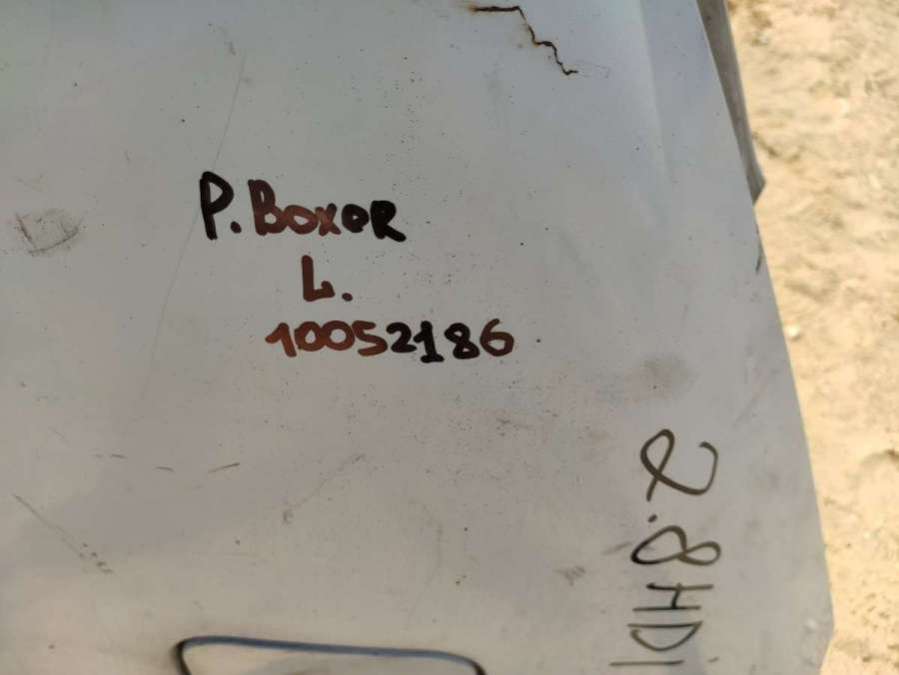 P. BoxeR
L.
10052186
2.8HDi